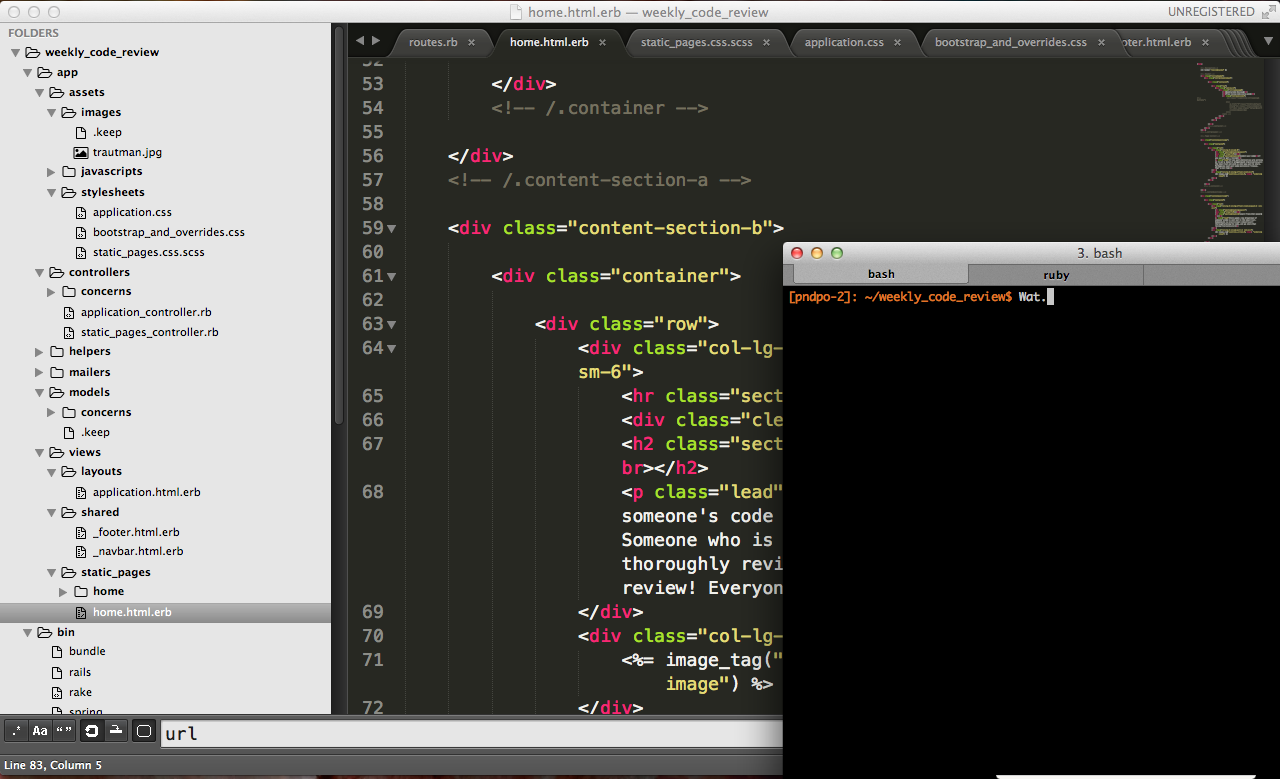 home.html.erb — weekly_code_review
UNREGISTERED
FOLDERS
weekly_code_review
app
assets
images
.keep
trautman.jpg
javascripts
stylesheets
application.css
bootstrap_and_overrides.css
static_pages.css.scss
controllers
concerns
application_controller.rb
static_pages_controller.rb
helpers
mailers
models
concerns
.keep
views
layouts
application.html.erb
shared
_footer.html.erb
_navbar.html.erb
static_pages
home
home.html.erb
bin
bundle
rails
rake
spring
routes.rb ×
home.html.erb ×
static_pages.css.scss ×
application.css ×
bootstrap_and_overrides.css ×
oter.html.erb ×
52
53 </div>
54 <!-- /.container -->
55
56 </div>
57 <!-- /.content-section-a -->
58
59 <div class="content-section-b">
60
61 <div class="container">
62
63 <div class="row">
64 <div class="col-lg-
sm-6">
65 <hr class="sect
66 <div class="cle
67 <h2 class="sect
br></h2>
68 <p class="lead"
someone's code
Someone who is
thoroughly revi
review! Everyon
69 </div>
70 <div class="col-lg-
71 <%= image_tag("
image") %>
72 </div>
3. bash
bash
ruby
[pndpo-2]: ~/weekly_code_review$ Wat.
.* Aa “ ”
url
Line 83, Column 5